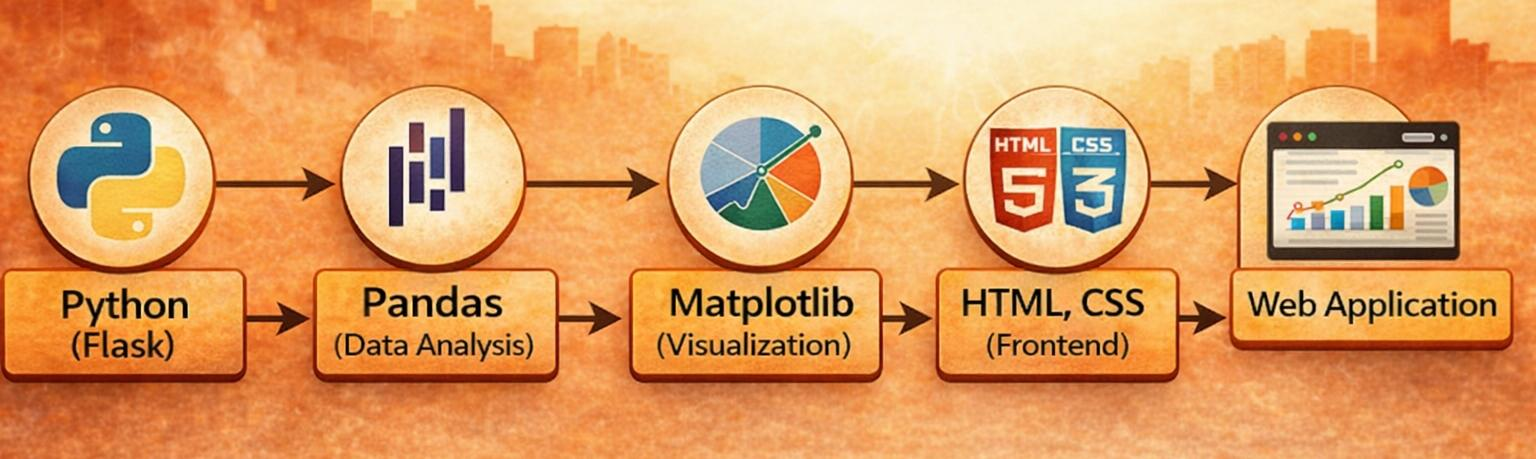 HTML
CSS
5
3
Python
(Flask)
Pandas
(Data Analysis)
Matplotlib
(Visualization)
HTML, CSS
(Frontend)
Web Application